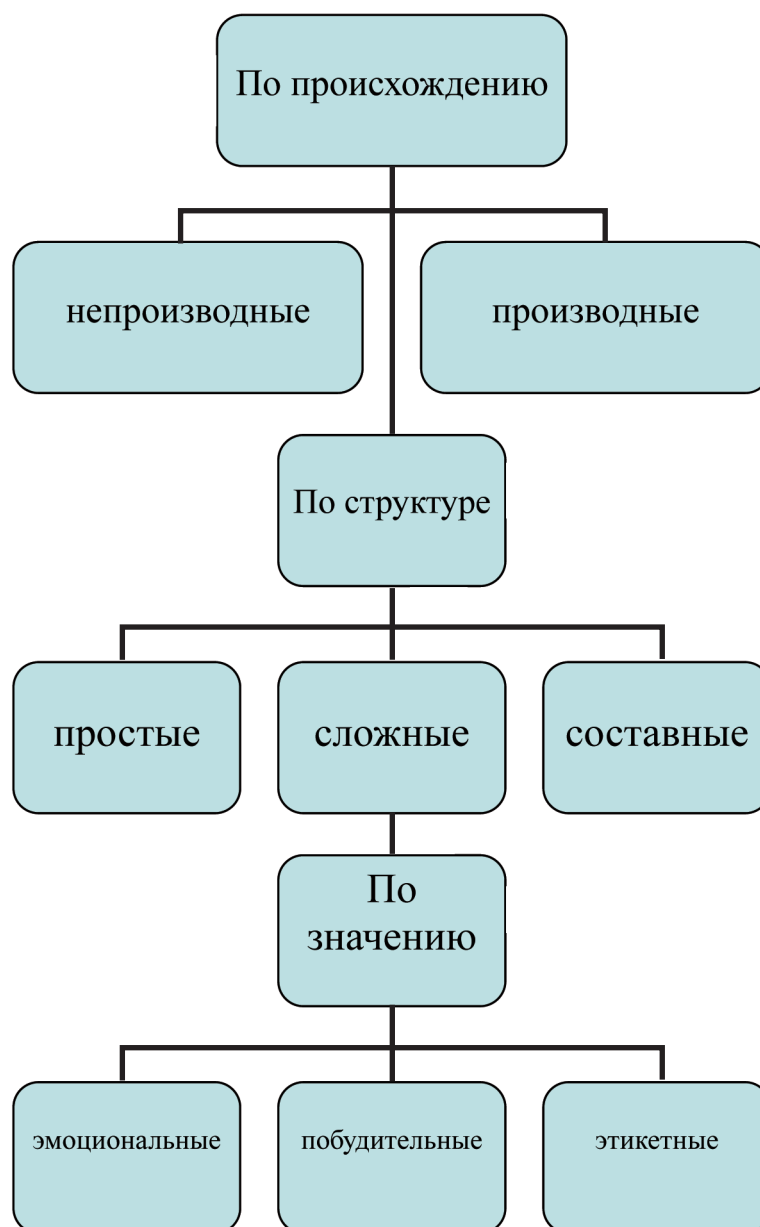 По происхождению
непроизводные
производные
По структуре
простые
сложные
составные
По
значению
эмоциональные
побудительные
этикетные